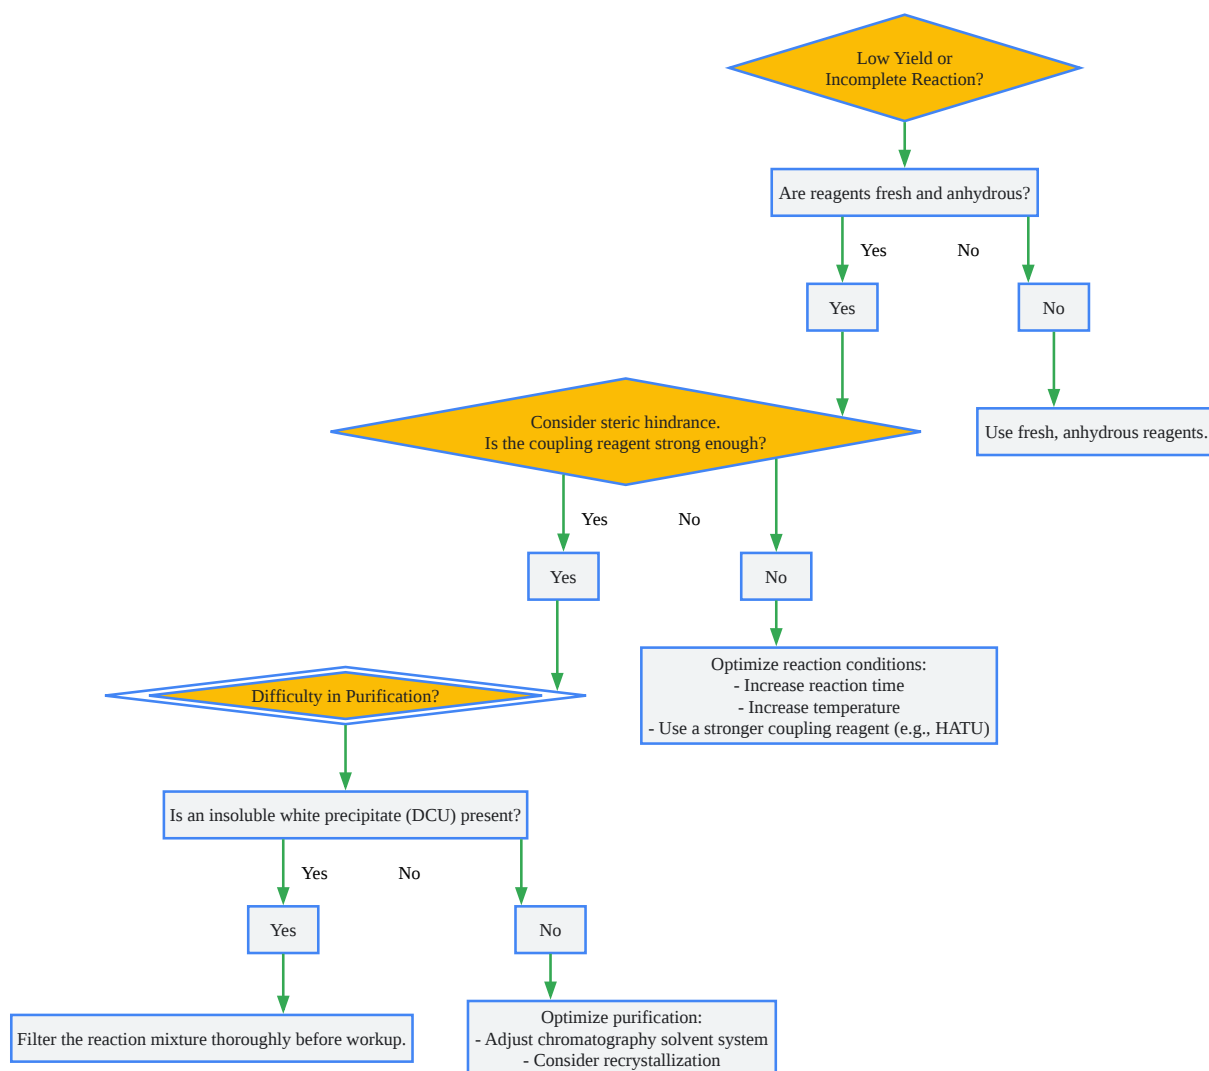 Low Yield or
Incomplete Reaction?
Are reagents fresh and anhydrous?
Yes
No
Yes
No
Consider steric hindrance.
Is the coupling reagent strong enough?
Use fresh, anhydrous reagents.
Yes
No
Yes
No
Optimize reaction conditions:
- Increase reaction time
- Increase temperature
- Use a stronger coupling reagent (e.g., HATU)
Difficulty in Purification?
Is an insoluble white precipitate (DCU) present?
Yes
No
Yes
No
Filter the reaction mixture thoroughly before workup.
Optimize purification:
- Adjust chromatography solvent system
- Consider recrystallization